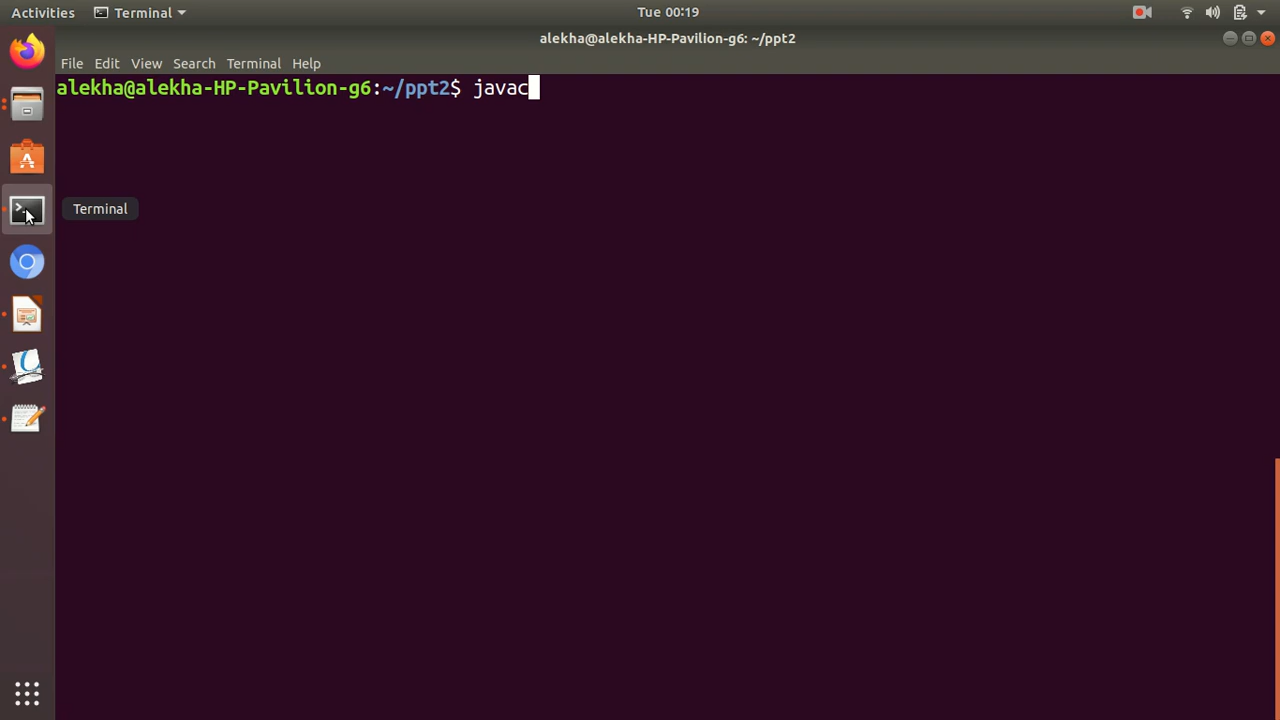 Activities Terminal Tue 00:19
alekha@alekha-HP-Pavilion-g6: ~/ppt2
File Edit View Search Terminal Help
alekha@alekha-HP-Pavilion-g6:~/ppt2$ javac
Terminal